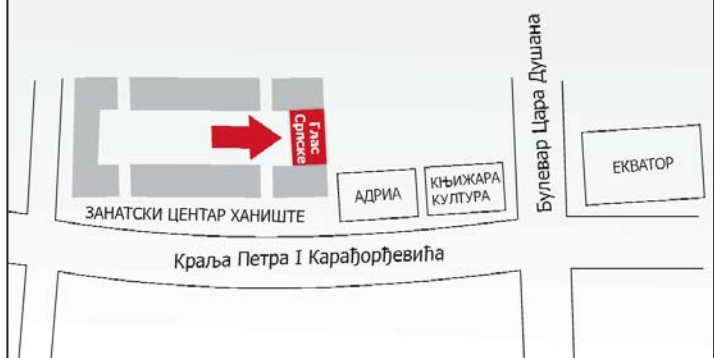 Булевар Цара Душана
Глас
Српске
АДРИА
КЊИЖАРА
КУЛТУРА
ЕКВАТОР
ЗАНАТСКИ ЦЕНТАР ХАНИШТЕ
Краља Петра I Карађорђевића